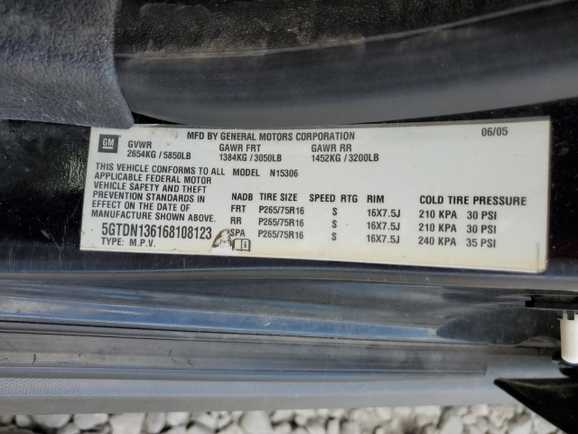 MFD BY GENERAL MOTORS CORPORATION 06/05
GM GVWR GAWR FRT GAWR RR
2654KG / 5850LB 1384KG / 3050LB 1452KG / 3200LB
THIS VEHICLE CONFORMS TO ALL MODEL N15306
APPLICABLE FEDERAL MOTOR
VEHICLE SAFETY AND THEFT
PREVENTION STANDARDS IN
EFFECT ON THE DATE OF
MANUFACTURE SHOWN ABOVE.
5GTDN136168108123
TYPE: M.P.V.
NADB TIRE SIZE SPEED RTG RIM COLD TIRE PRESSURE
FRT P265/75R16 S 16X7.5J 210 KPA 30 PSI
RR P265/75R16 S 16X7.5J 210 KPA 30 PSI
SPA P265/75R16 S 16X7.5J 240 KPA 35 PSI